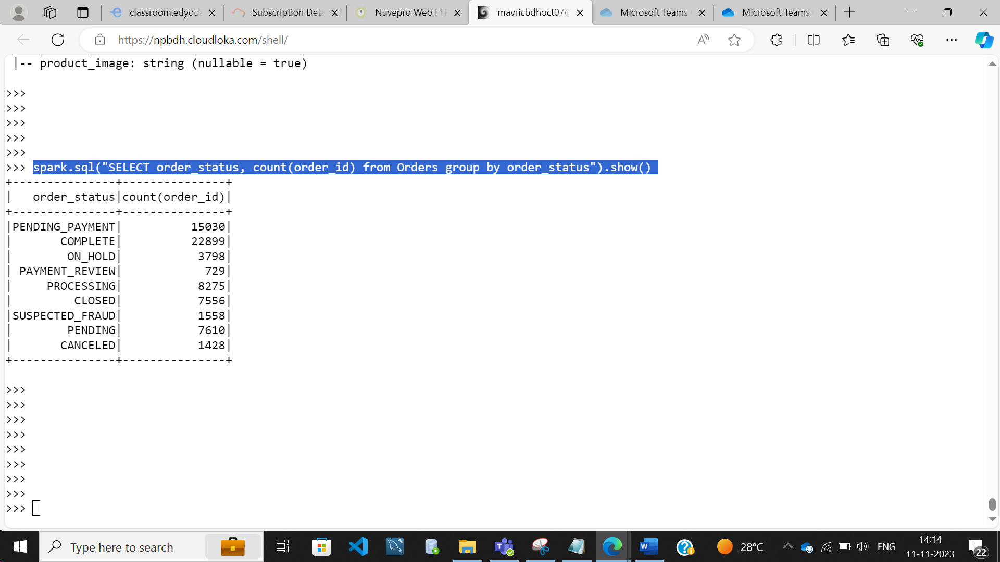 classroom.edyoda
Subscription Deta
Nuvepro Web FTP
mavricbdhoct07@
Microsoft Teams
Microsoft Teams
https://npbdh.cloudloka.com/shell/
|-- product_image: string (nullable = true)
>>>
>>>
>>>
>>>
>>>
>>> spark.sql("SELECT order_status, count(order_id) from Orders group by order_status").show()
+---------------+---------------+
|   order_status|count(order_id)|
+---------------+---------------+
|PENDING_PAYMENT|          15030|
|       COMPLETE|          22899|
|        ON_HOLD|           3798|
| PAYMENT_REVIEW|            729|
|     PROCESSING|           8275|
|         CLOSED|           7556|
|SUSPECTED_FRAUD|           1558|
|        PENDING|           7610|
|       CANCELED|           1428|
+---------------+---------------+
>>>
>>>
>>>
>>>
>>>
>>>
>>>
>>>
>>>
Type here to search
28°C
ENG
14:14
11-11-2023
22